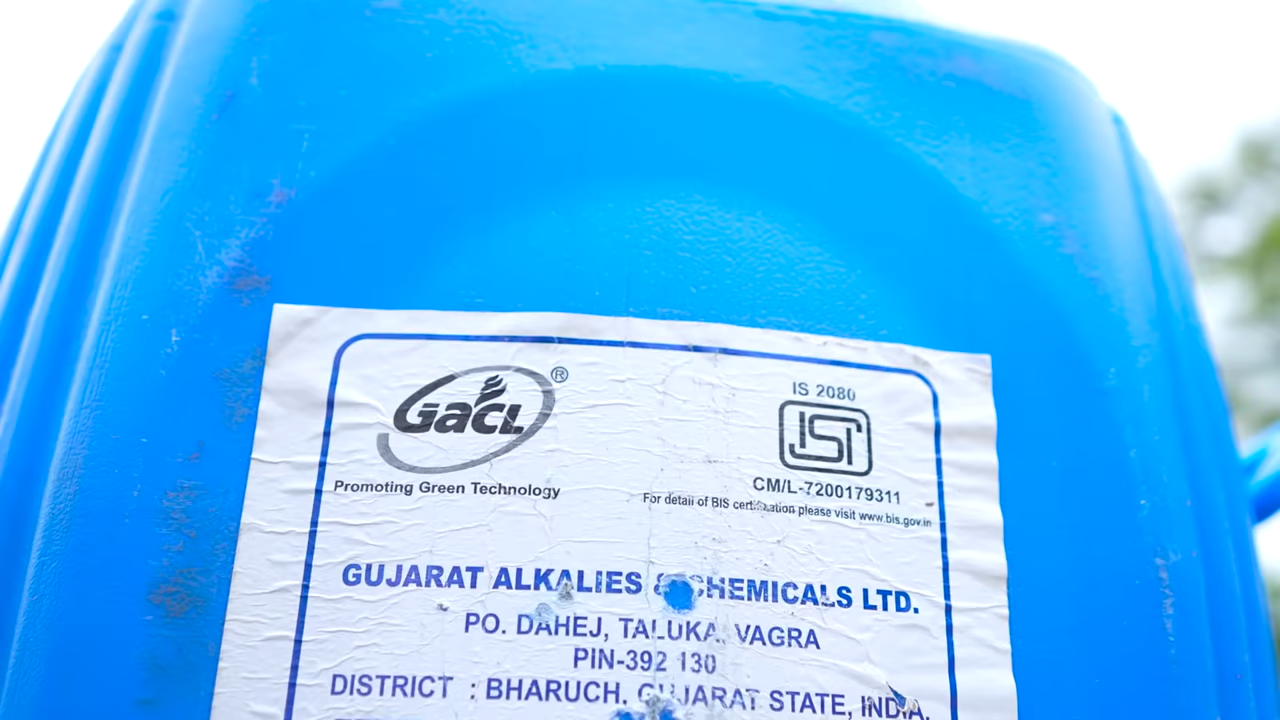 GACL ®
Promoting Green Technology
IS 2080
ISI
CM/L-7200179311
For detail of BIS certification please visit www.bis.gov.in
GUJARAT ALKALIES & CHEMICALS LTD.
PO. DAHEJ, TALUKA. VAGRA
PIN-392 130
DISTRICT : BHARUCH, GUJARAT STATE, INDIA.